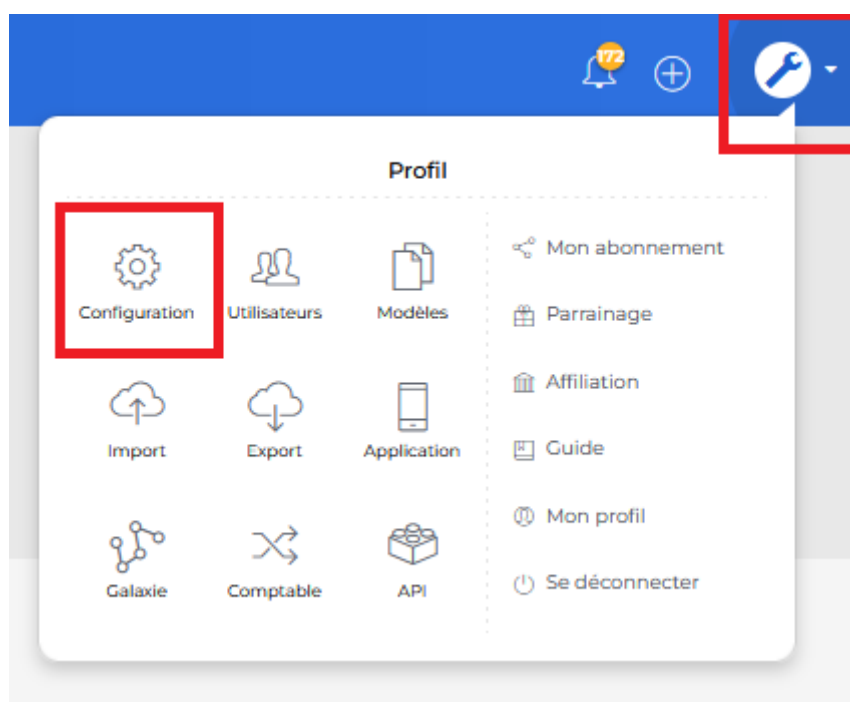 172
Profil
Configuration
Utilisateurs
Modèles
Mon abonnement
Parrainage
Import
Export
Application
Affiliation
Guide
Galaxie
Comptable
API
Mon profil
Se déconnecter